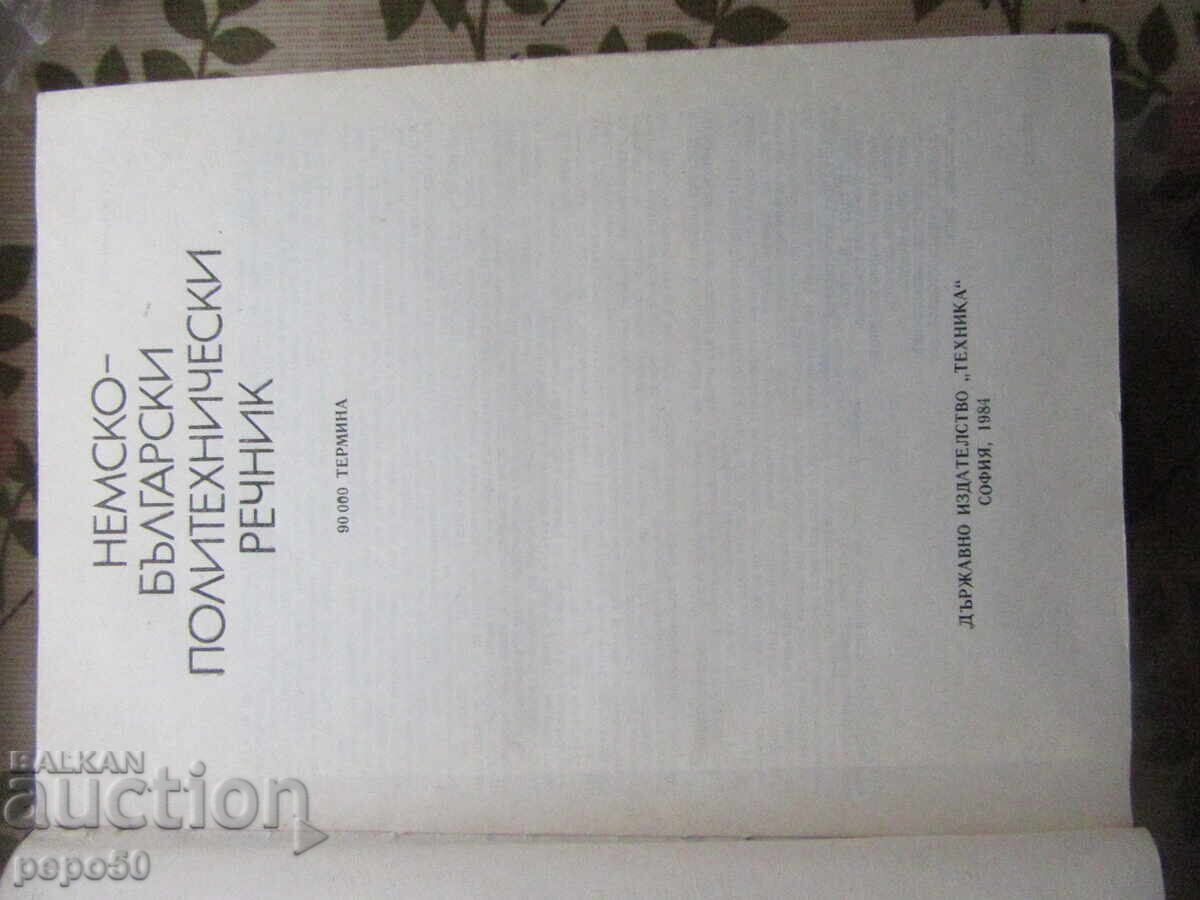 НЕМСКО-
БЪЛГАРСКИ
ПОЛИТЕХНИЧЕСКИ
РЕЧНИК
90 000 ТЕРМИНА
ДЪРЖАВНО ИЗДАТЕЛСТВО „ТЕХНИКА“
СОФИЯ, 1984
BALKAN
auction
pepo50